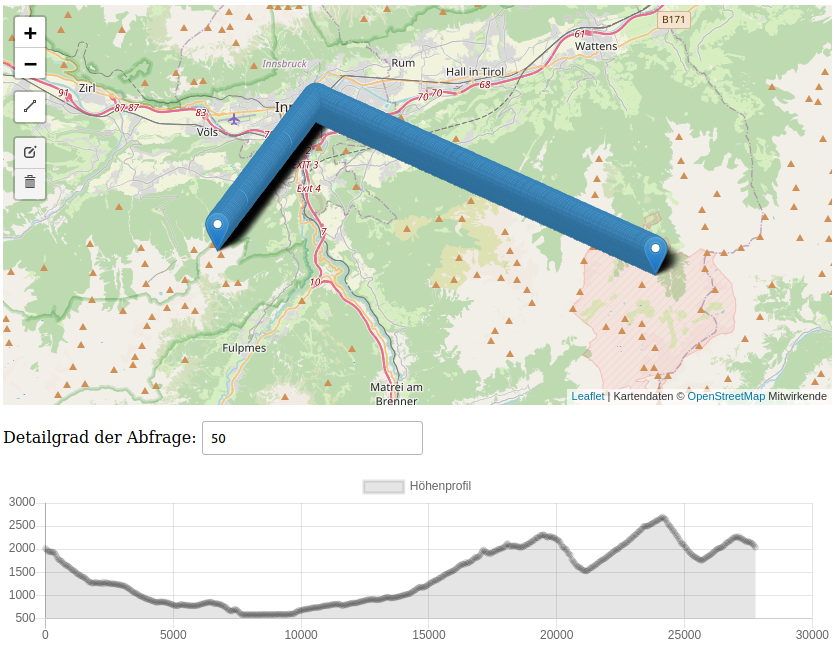 +
−
Innsbruck
Rum
61
B171
Wattens
Hall in Tirol
Zirl
91
87-87
83
70
70
68
Inn
Völs
7
EXIT 3
Exit 4
7
10
Fulpmes
Matrei am
Brenner
Leaflet | Kartendaten © OpenStreetMap Mitwirkende
Detailgrad der Abfrage: 50
Höhenprofil
3000
2500
2000
1500
1000
500
0 5000 10000 15000 20000 25000 30000